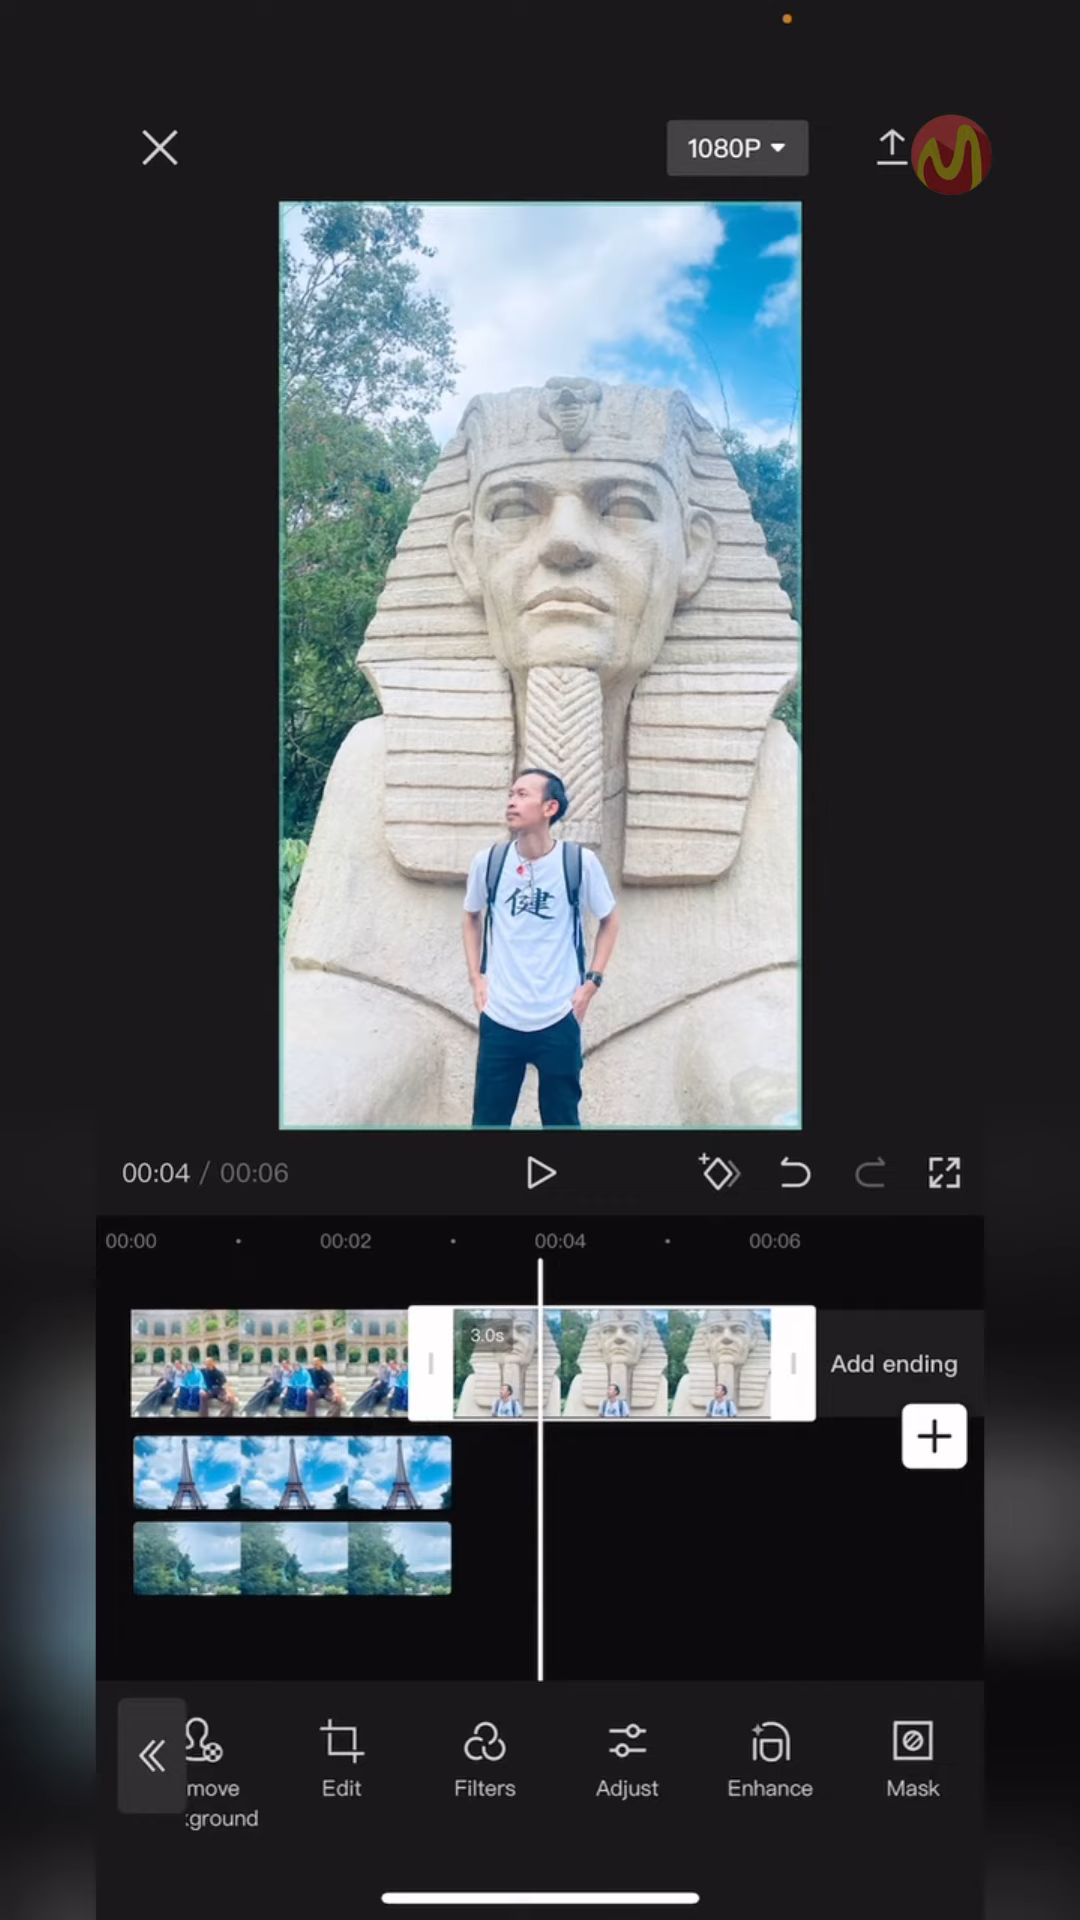 1080P
健
00:04 / 00:06
00:00
00:02
00:04
00:06
3.0s
Add ending
move
kground
Edit
Filters
Adjust
Enhance
Mask